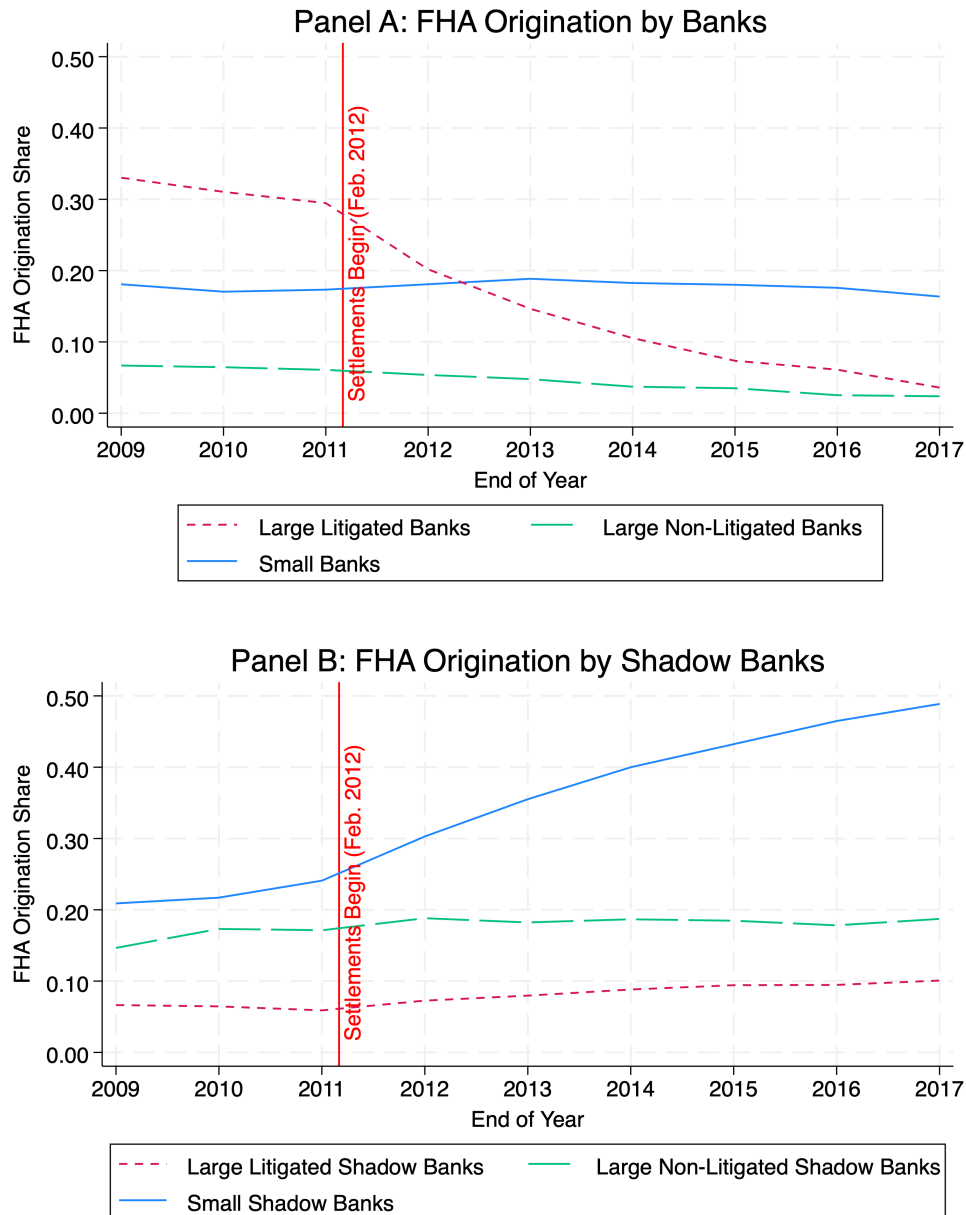 Panel A: FHA Origination by Banks
FHA Origination Share
0.50
0.40
0.30
0.20
0.10
0.00
Settlements Begin (Feb. 2012)
2009 2010 2011 2012 2013 2014 2015 2016 2017
End of Year
Large Litigated Banks Large Non-Litigated Banks
Small Banks
Panel B: FHA Origination by Shadow Banks
FHA Origination Share
0.50
0.40
0.30
0.20
0.10
0.00
Settlements Begin (Feb. 2012)
2009 2010 2011 2012 2013 2014 2015 2016 2017
End of Year
Large Litigated Shadow Banks Large Non-Litigated Shadow Banks
Small Shadow Banks